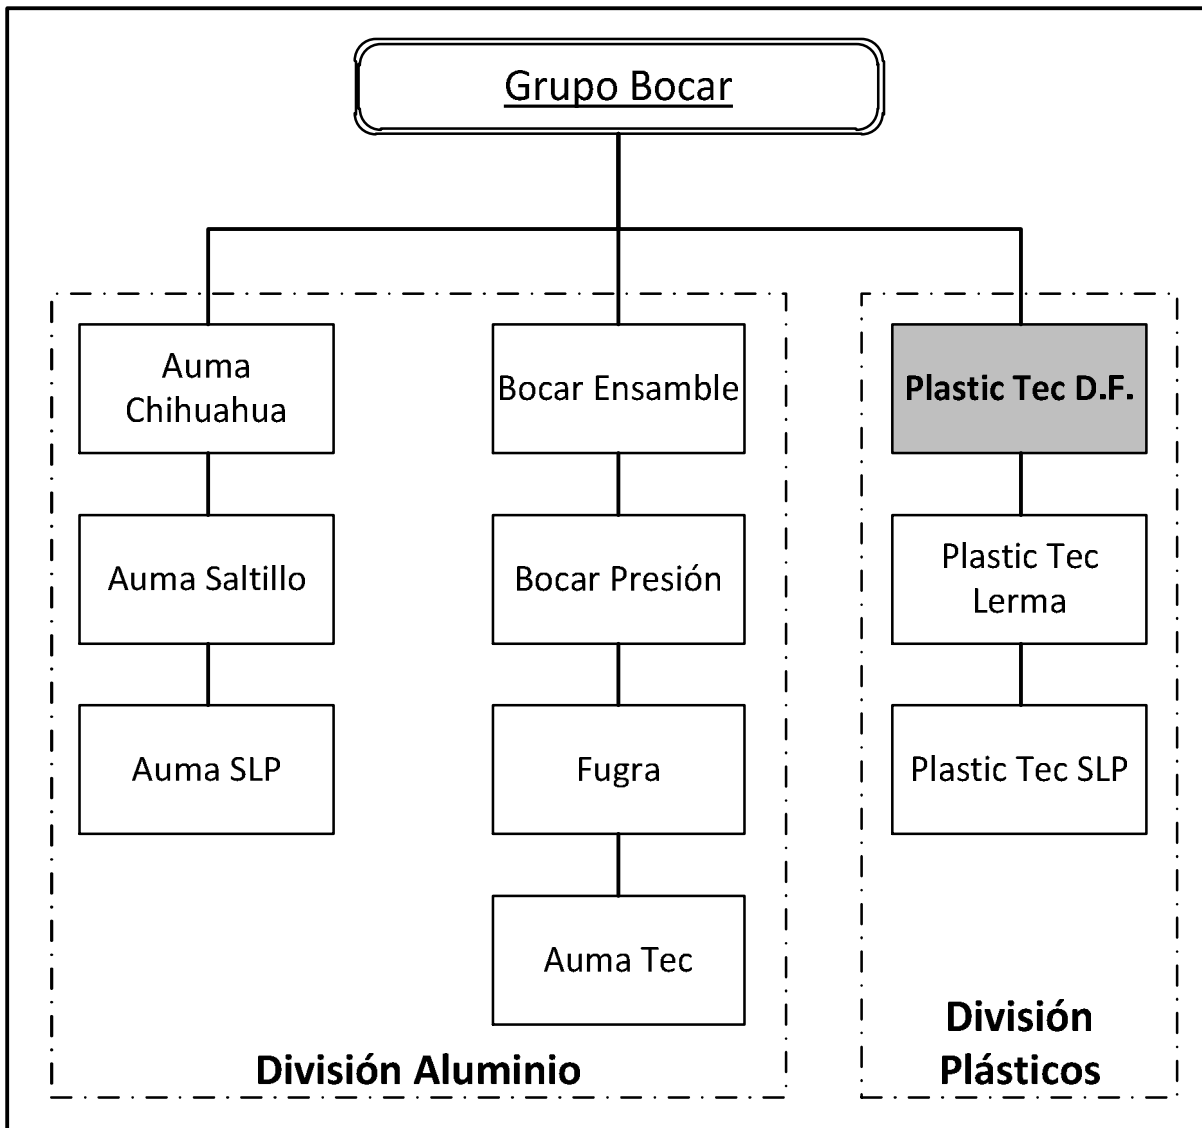 Grupo Bocar
Auma
Chihuahua
Bocar Ensamble
Plastic Tec D.F.
Auma Saltillo
Bocar Presión
Plastic Tec
Lerma
Auma SLP
Fugra
Plastic Tec SLP
Auma Tec
División Aluminio
División
Plásticos